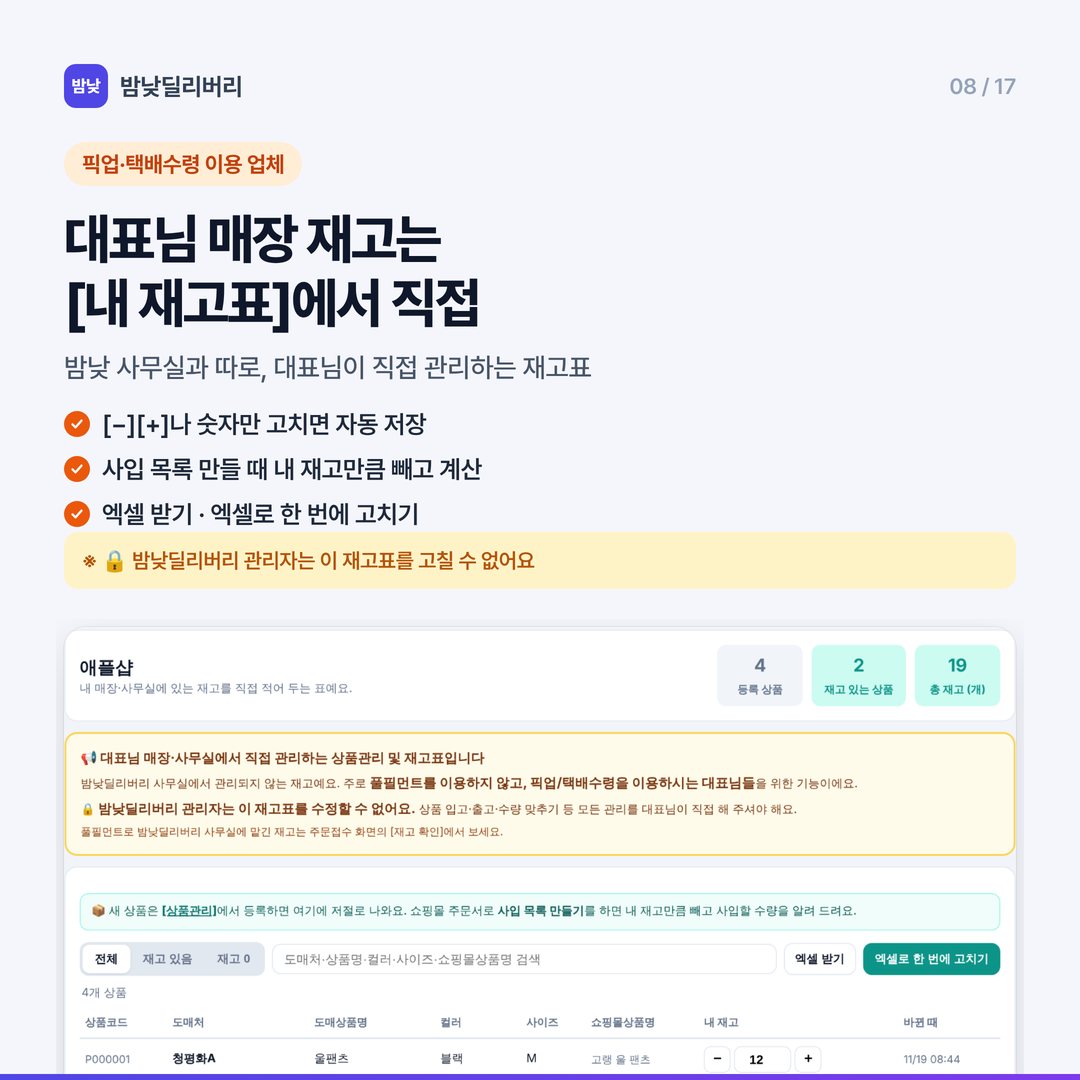 밤낮 밤낮딜리버리 08 / 17
픽업·택배수령 이용 업체
대표님 매장 재고는
[내 재고표]에서 직접
밤낮 사무실과 따로, 대표님이 직접 관리하는 재고표
[−][+]나 숫자만 고치면 자동 저장
사입 목록 만들 때 내 재고만큼 빼고 계산
엑셀 받기 · 엑셀로 한 번에 고치기
※ 🔒 밤낮딜리버리 관리자는 이 재고표를 고칠 수 없어요
애플샵
내 매장·사무실에 있는 재고를 직접 적어 두는 표예요.
4 2 19
등록 상품 재고 있는 상품 총 재고 (개)
📢 대표님 매장·사무실에서 직접 관리하는 상품관리 및 재고표입니다
밤낮딜리버리 사무실에서 관리되지 않는 재고예요. 주로 풀필먼트를 이용하지 않고, 픽업/택배수령을 이용하시는 대표님들을 위한 기능이에요.
🔒 밤낮딜리버리 관리자는 이 재고표를 수정할 수 없어요. 상품 입고·출고·수량 맞추기 등 모든 관리를 대표님이 직접 해 주셔야 해요.
풀필먼트로 밤낮딜리버리 사무실에 맡긴 재고는 주문접수 화면의 [재고 확인]에서 보세요.
📦 새 상품은 [상품관리]에서 등록하면 여기에 저절로 나와요. 쇼핑몰 주문서로 사입 목록 만들기를 하면 내 재고만큼 빼고 사입할 수량을 알려 드려요.
전체 재고 있음 재고 0 도매처·상품명·컬러·사이즈·쇼핑몰상품명 검색 엑셀 받기 엑셀로 한 번에 고치기
4개 상품
상품코드 도매처 도매상품명 컬러 사이즈 쇼핑몰상품명 내 재고 바뀐 때
P000001 청평화A 울팬츠 블랙 M 고랭 울 팬츠 − 12 + 11/19 08:44